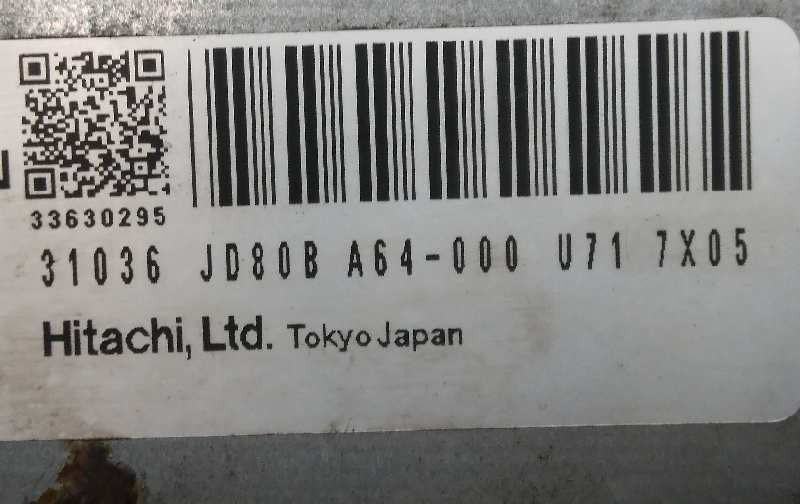 33630295
31036 JD80B A64-000 U71 7X05
Hitachi, Ltd. Tokyo Japan